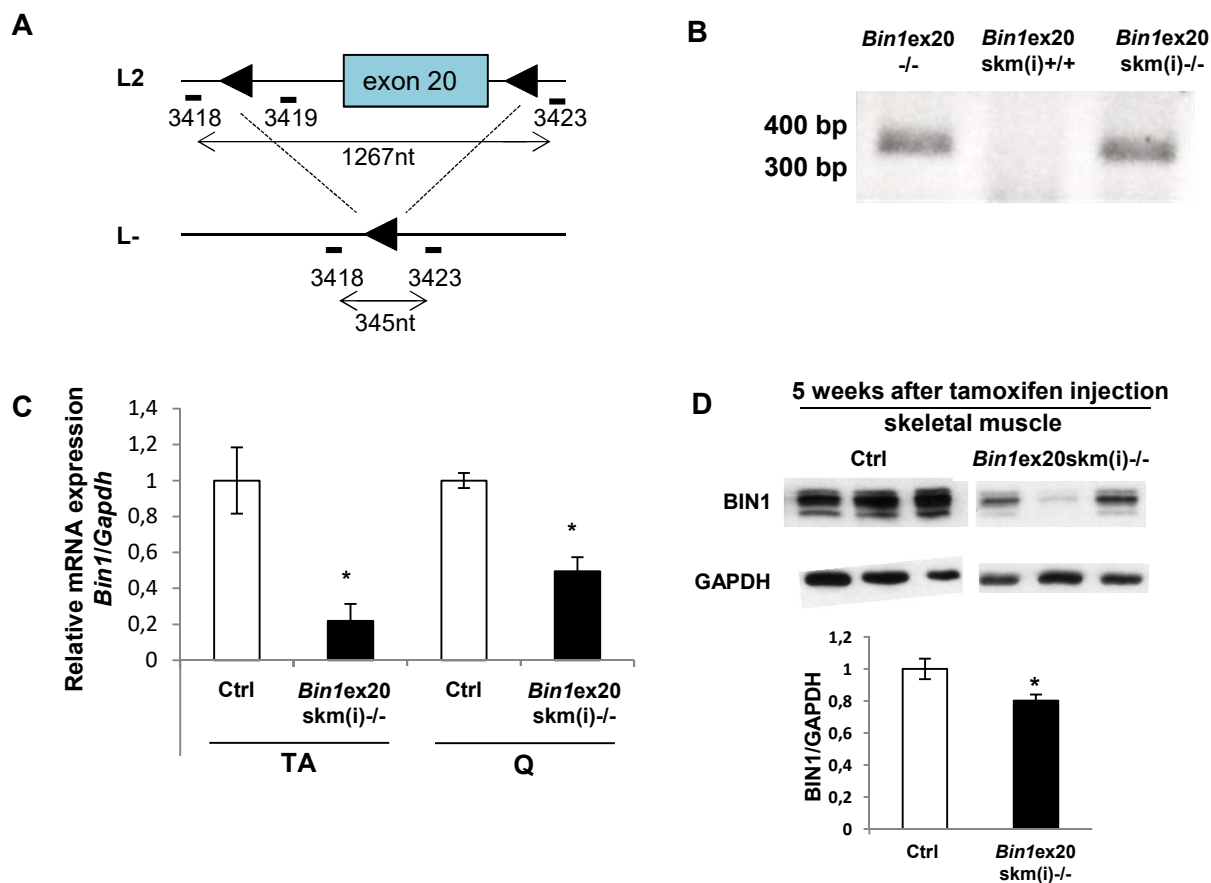 A
L2
exon 20
3418
3419
3423
1267nt
L-
3418
3423
345nt
B
Bin1ex20 -/-
Bin1ex20 skm(i)+/+
Bin1ex20 skm(i)-/-
400 bp
300 bp
C
Relative mRNA expression
Bin1/Gapdh
1,4
1,2
1
0,8
0,6
0,4
0,2
0
*
*
Ctrl
Bin1ex20
skm(i)-/-
Ctrl
Bin1ex20
skm(i)-/-
TA
Q
D
5 weeks after tamoxifen injection
skeletal muscle
Ctrl
Bin1ex20skm(i)-/-
BIN1
GAPDH
BIN1/GAPDH
1,2
1
0,8
0,6
0,4
0,2
0
*
Ctrl
Bin1ex20
skm(i)-/-